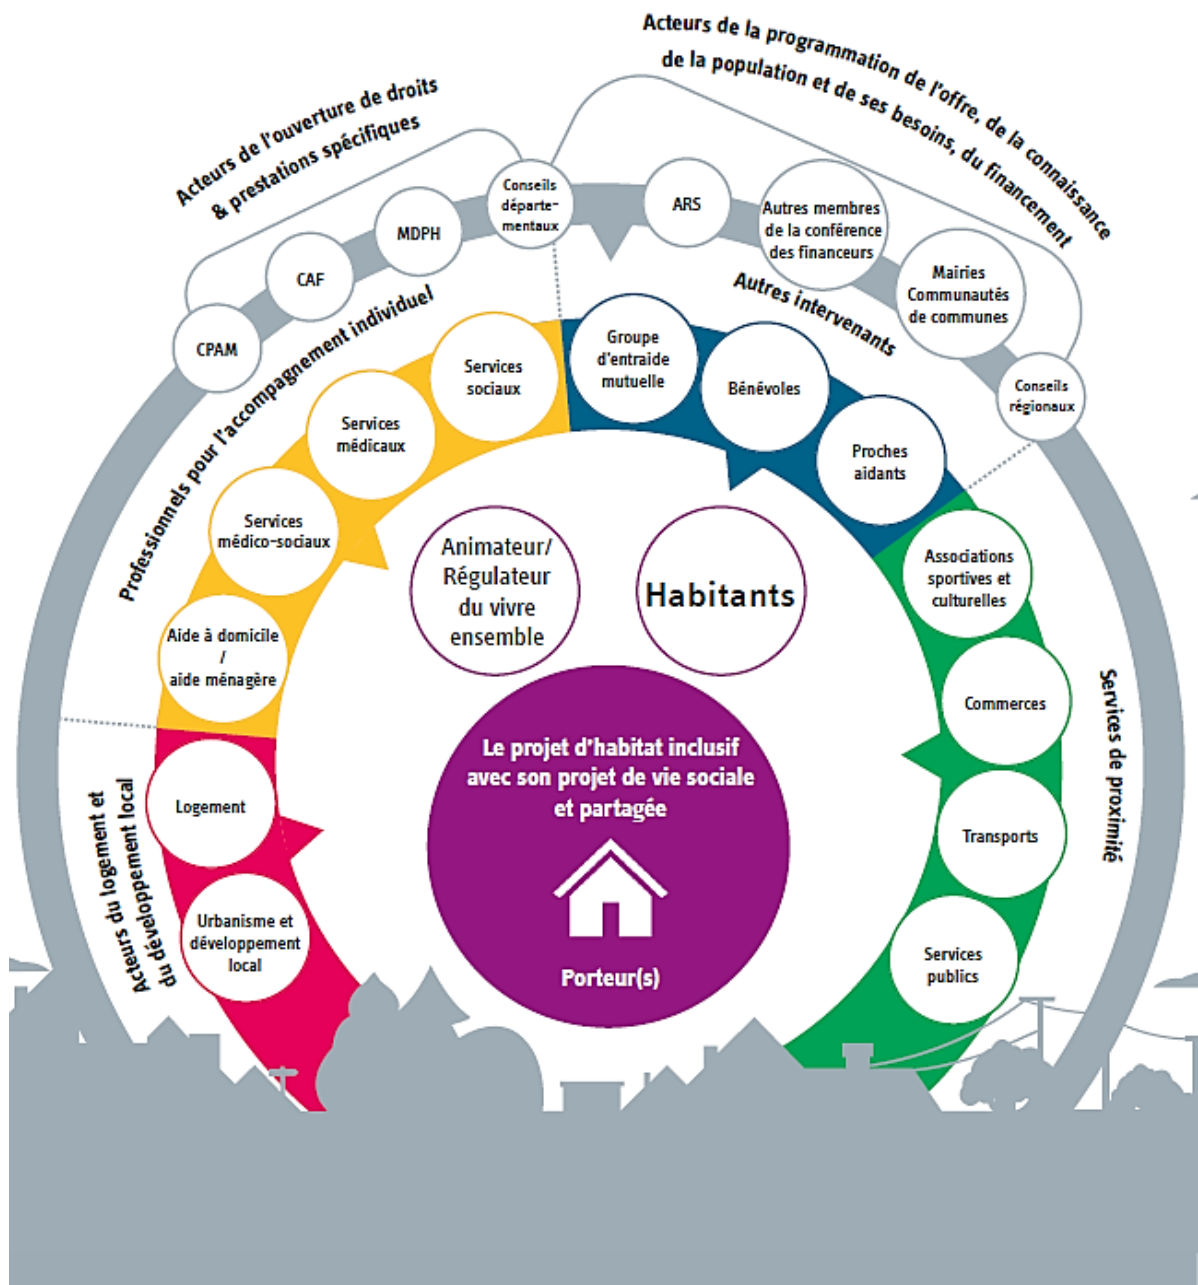 Acteurs de la programmation de l'offre, de la connaissance
de la population et de ses besoins, du financement
Acteurs de l'ouverture de droits
& prestations spécifiques
CPAM
CAF
MDPH
Conseils
départe-
mentaux
ARS
Autres membres
de la conférence
des financeurs
Mairies
Communautés
de communes
Conseils
régionaux
Professionnels pour l'accompagnement individuel
Aide à domicile
/
aide ménagère
Services
médico-sociaux
Services
médicaux
Services
sociaux
Autres intervenants
Groupe
d'entraide
mutuelle
Bénévoles
Proches
aidants
Services de proximité
Associations
sportives et
culturelles
Commerces
Transports
Services
publics
Acteurs du logement et
du développement local
Logement
Urbanisme et
développement
local
Animateur/
Régulateur
du vivre
ensemble
Habitants
Le projet d'habitat inclusif
avec son projet de vie sociale
et partagée
Porteur(s)